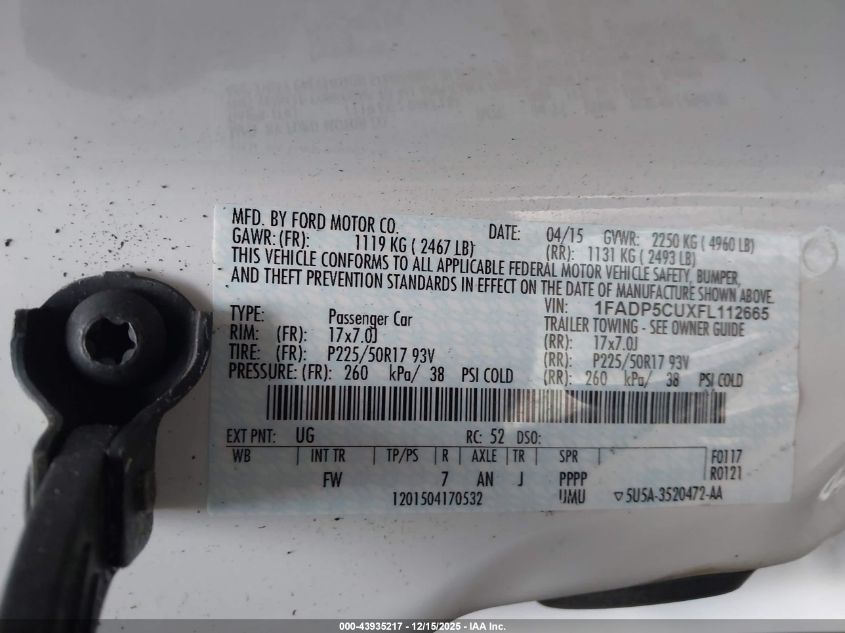 MFD. BY FORD MOTOR CO. DATE: 04/15 GVWR: 2250 KG ( 4960 LB)
GAWR: (FR): 1119 KG ( 2467 LB) (RR): 1131 KG ( 2493 LB)
THIS VEHICLE CONFORMS TO ALL APPLICABLE FEDERAL MOTOR VEHICLE SAFETY, BUMPER,
AND THEFT PREVENTION STANDARDS IN EFFECT ON THE DATE OF MANUFACTURE SHOWN ABOVE.
VIN: 1FADP5CUXFL112665
TYPE: Passenger Car TRAILER TOWING - SEE OWNER GUIDE
RIM: (FR): 17x7.0J (RR): 17x7.0J
TIRE: (FR): P225/50R17 93V (RR): P225/50R17 93V
PRESSURE: (FR): 260 kPa/ 38 PSI COLD (RR): 260 kPa/ 38 PSI COLD
EXT PNT: UG RC: 52 DSO:
WB INT TR TP/PS R AXLE TR SPR F0117
FW 7 AN J PPPP R0121
1201504170532 UMU ▽5U5A-3520472-AA
000-43935217 - 12/15/2025 - IAA Inc.